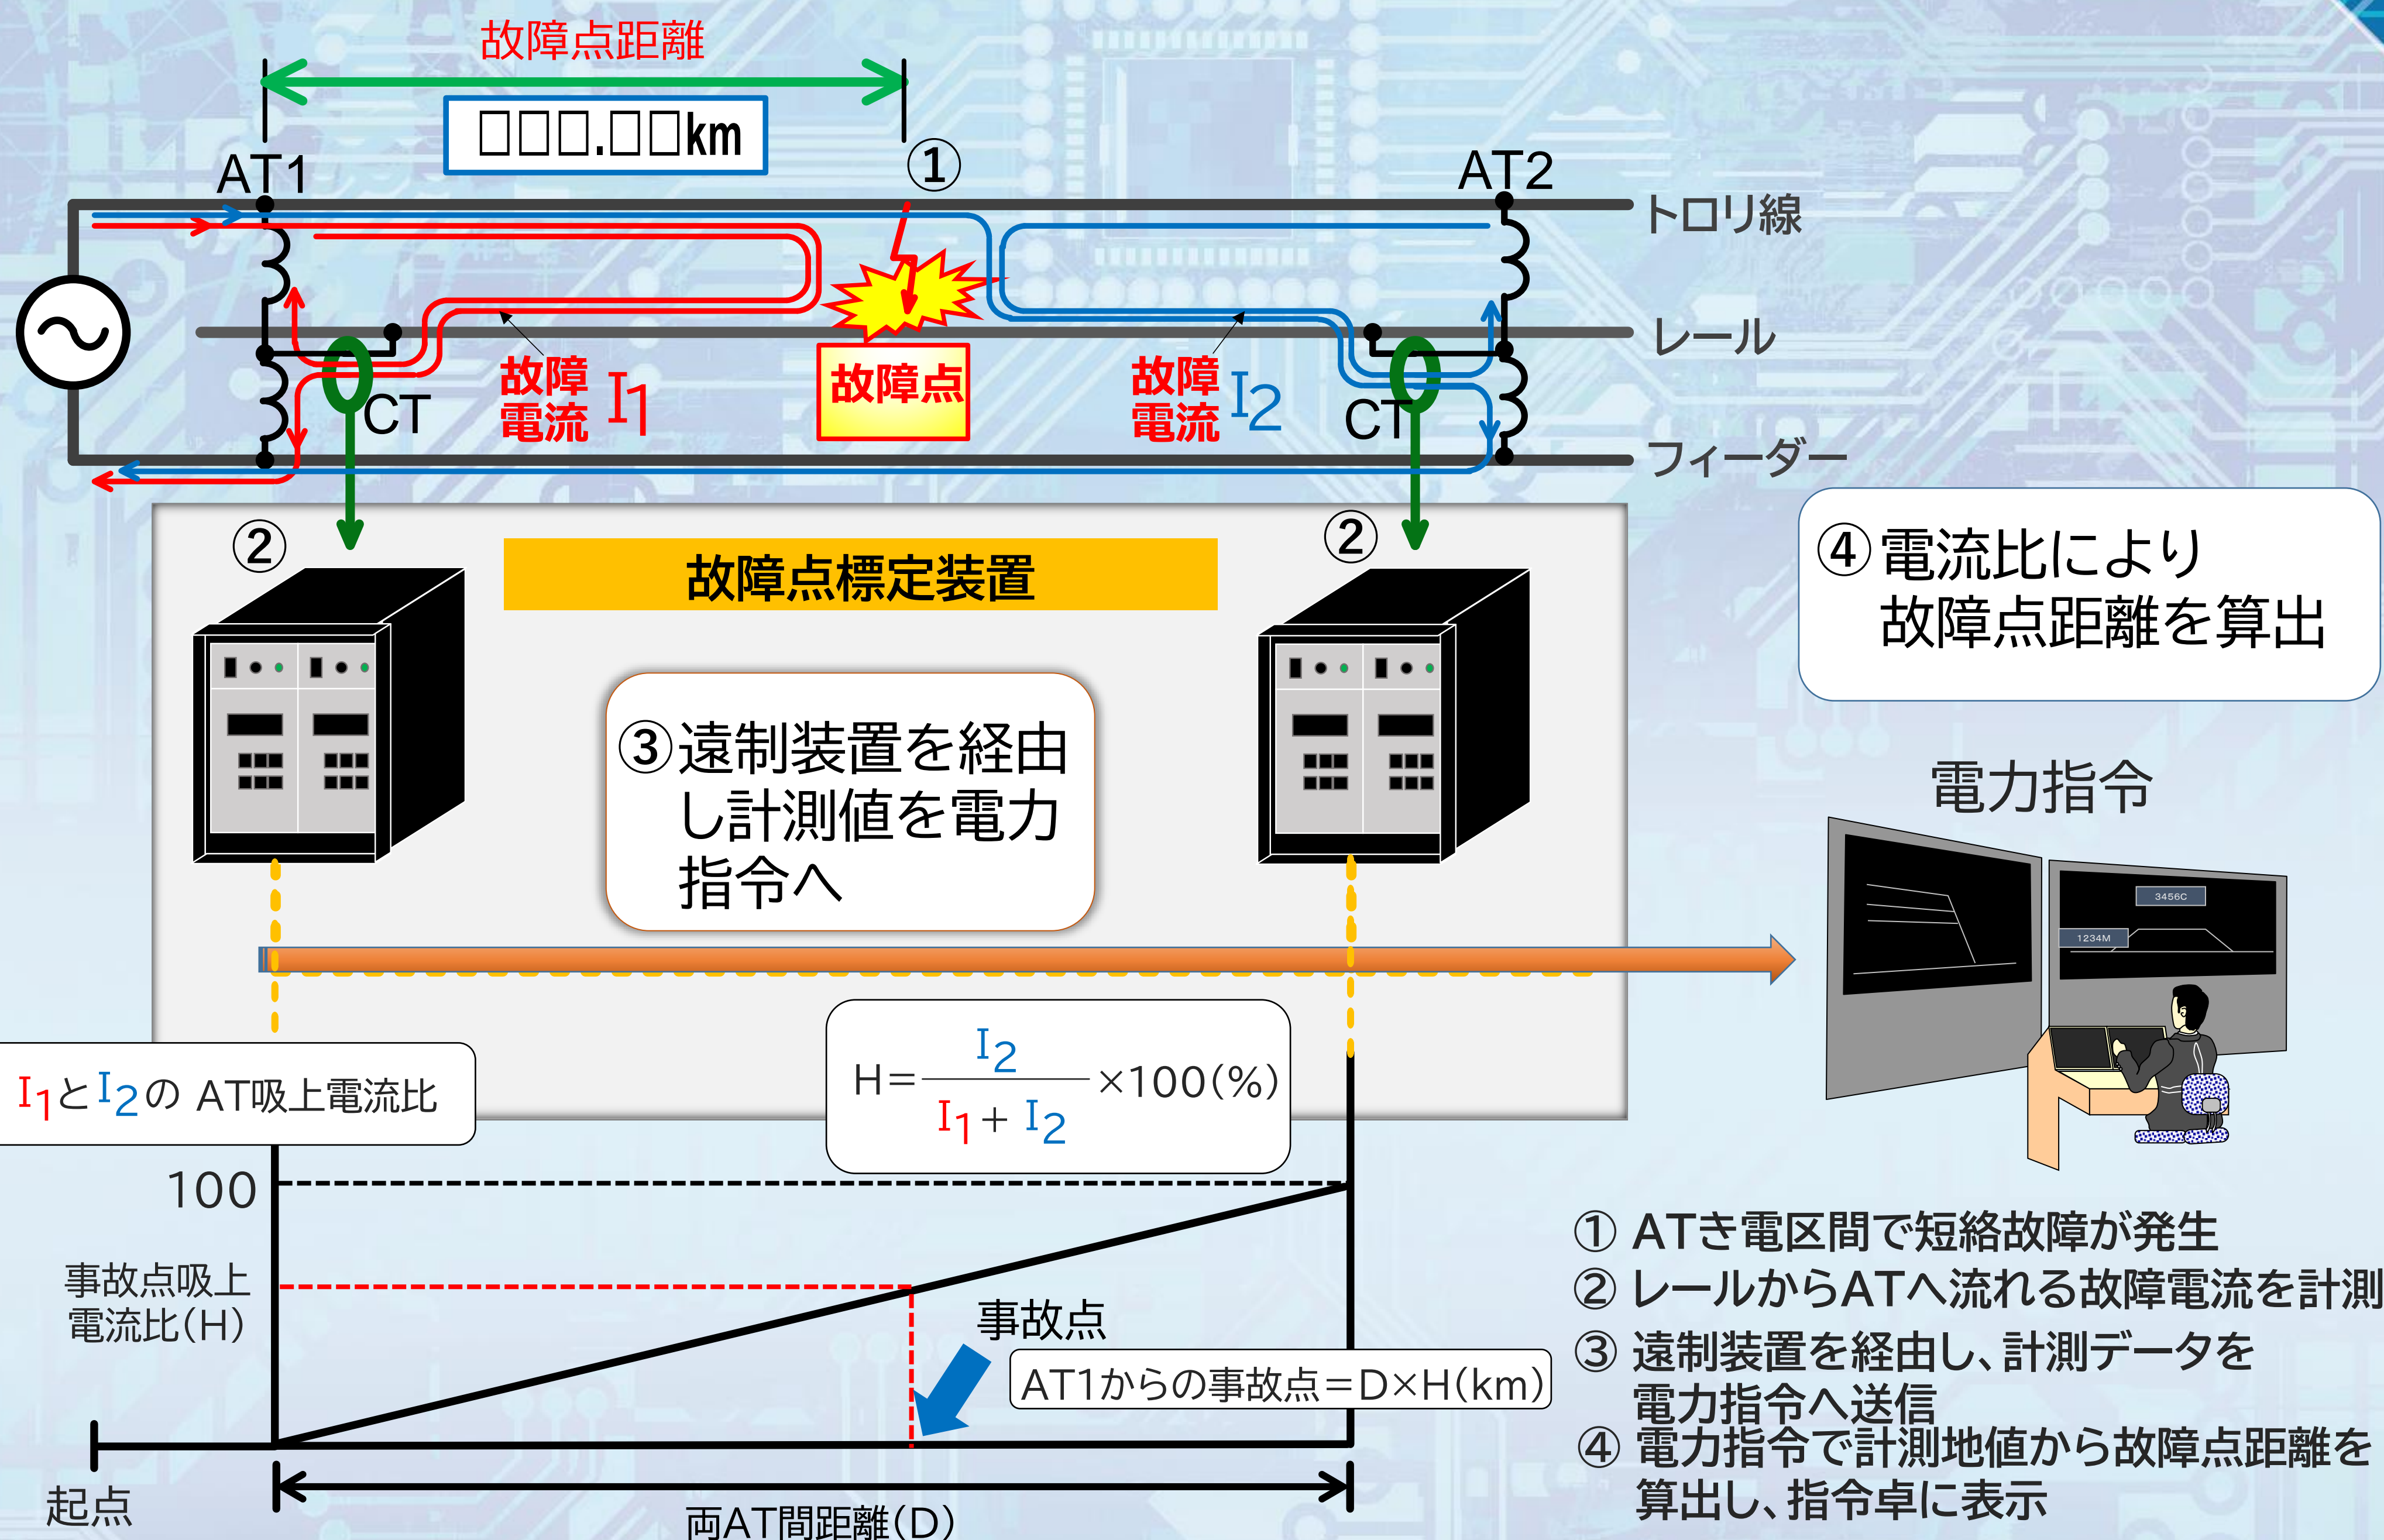 故障点距離
□□□.□□km
①
AT1
AT2
トロリ線
レール
フィーダー
故障
電流 I1
故障点
故障
電流 I2
CT
CT
②
②
故障点標定装置
③遠制装置を経由
し計測値を電力
指令へ
④電流比により
故障点距離を算出
電力指令
3456C
1234M
I1とI2の AT吸上電流比
H=I2/(I1+ I2)×100(%)
100
事故点吸上
電流比(H)
事故点
AT1からの事故点=D×H(km)
起点
両AT間距離(D)
① ATき電区間で短絡故障が発生
② レールからATへ流れる故障電流を計測
③ 遠制装置を経由し、計測データを
電力指令へ送信
④ 電力指令で計測地値から故障点距離を
算出し、指令卓に表示